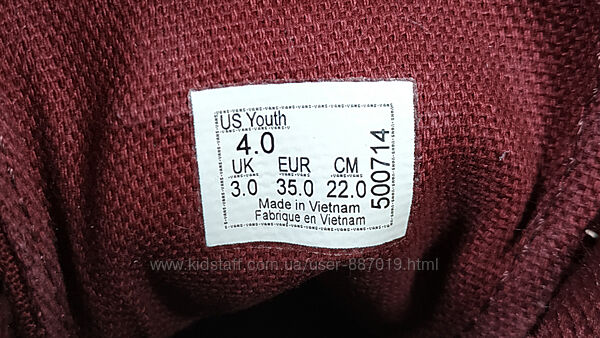 US Youth
4.0
UK EUR CM
3.0 35.0 22.0
Made in Vietnam
Fabrique en Vietnam
500714
www.kidstaff.com.ua/user-887019.html